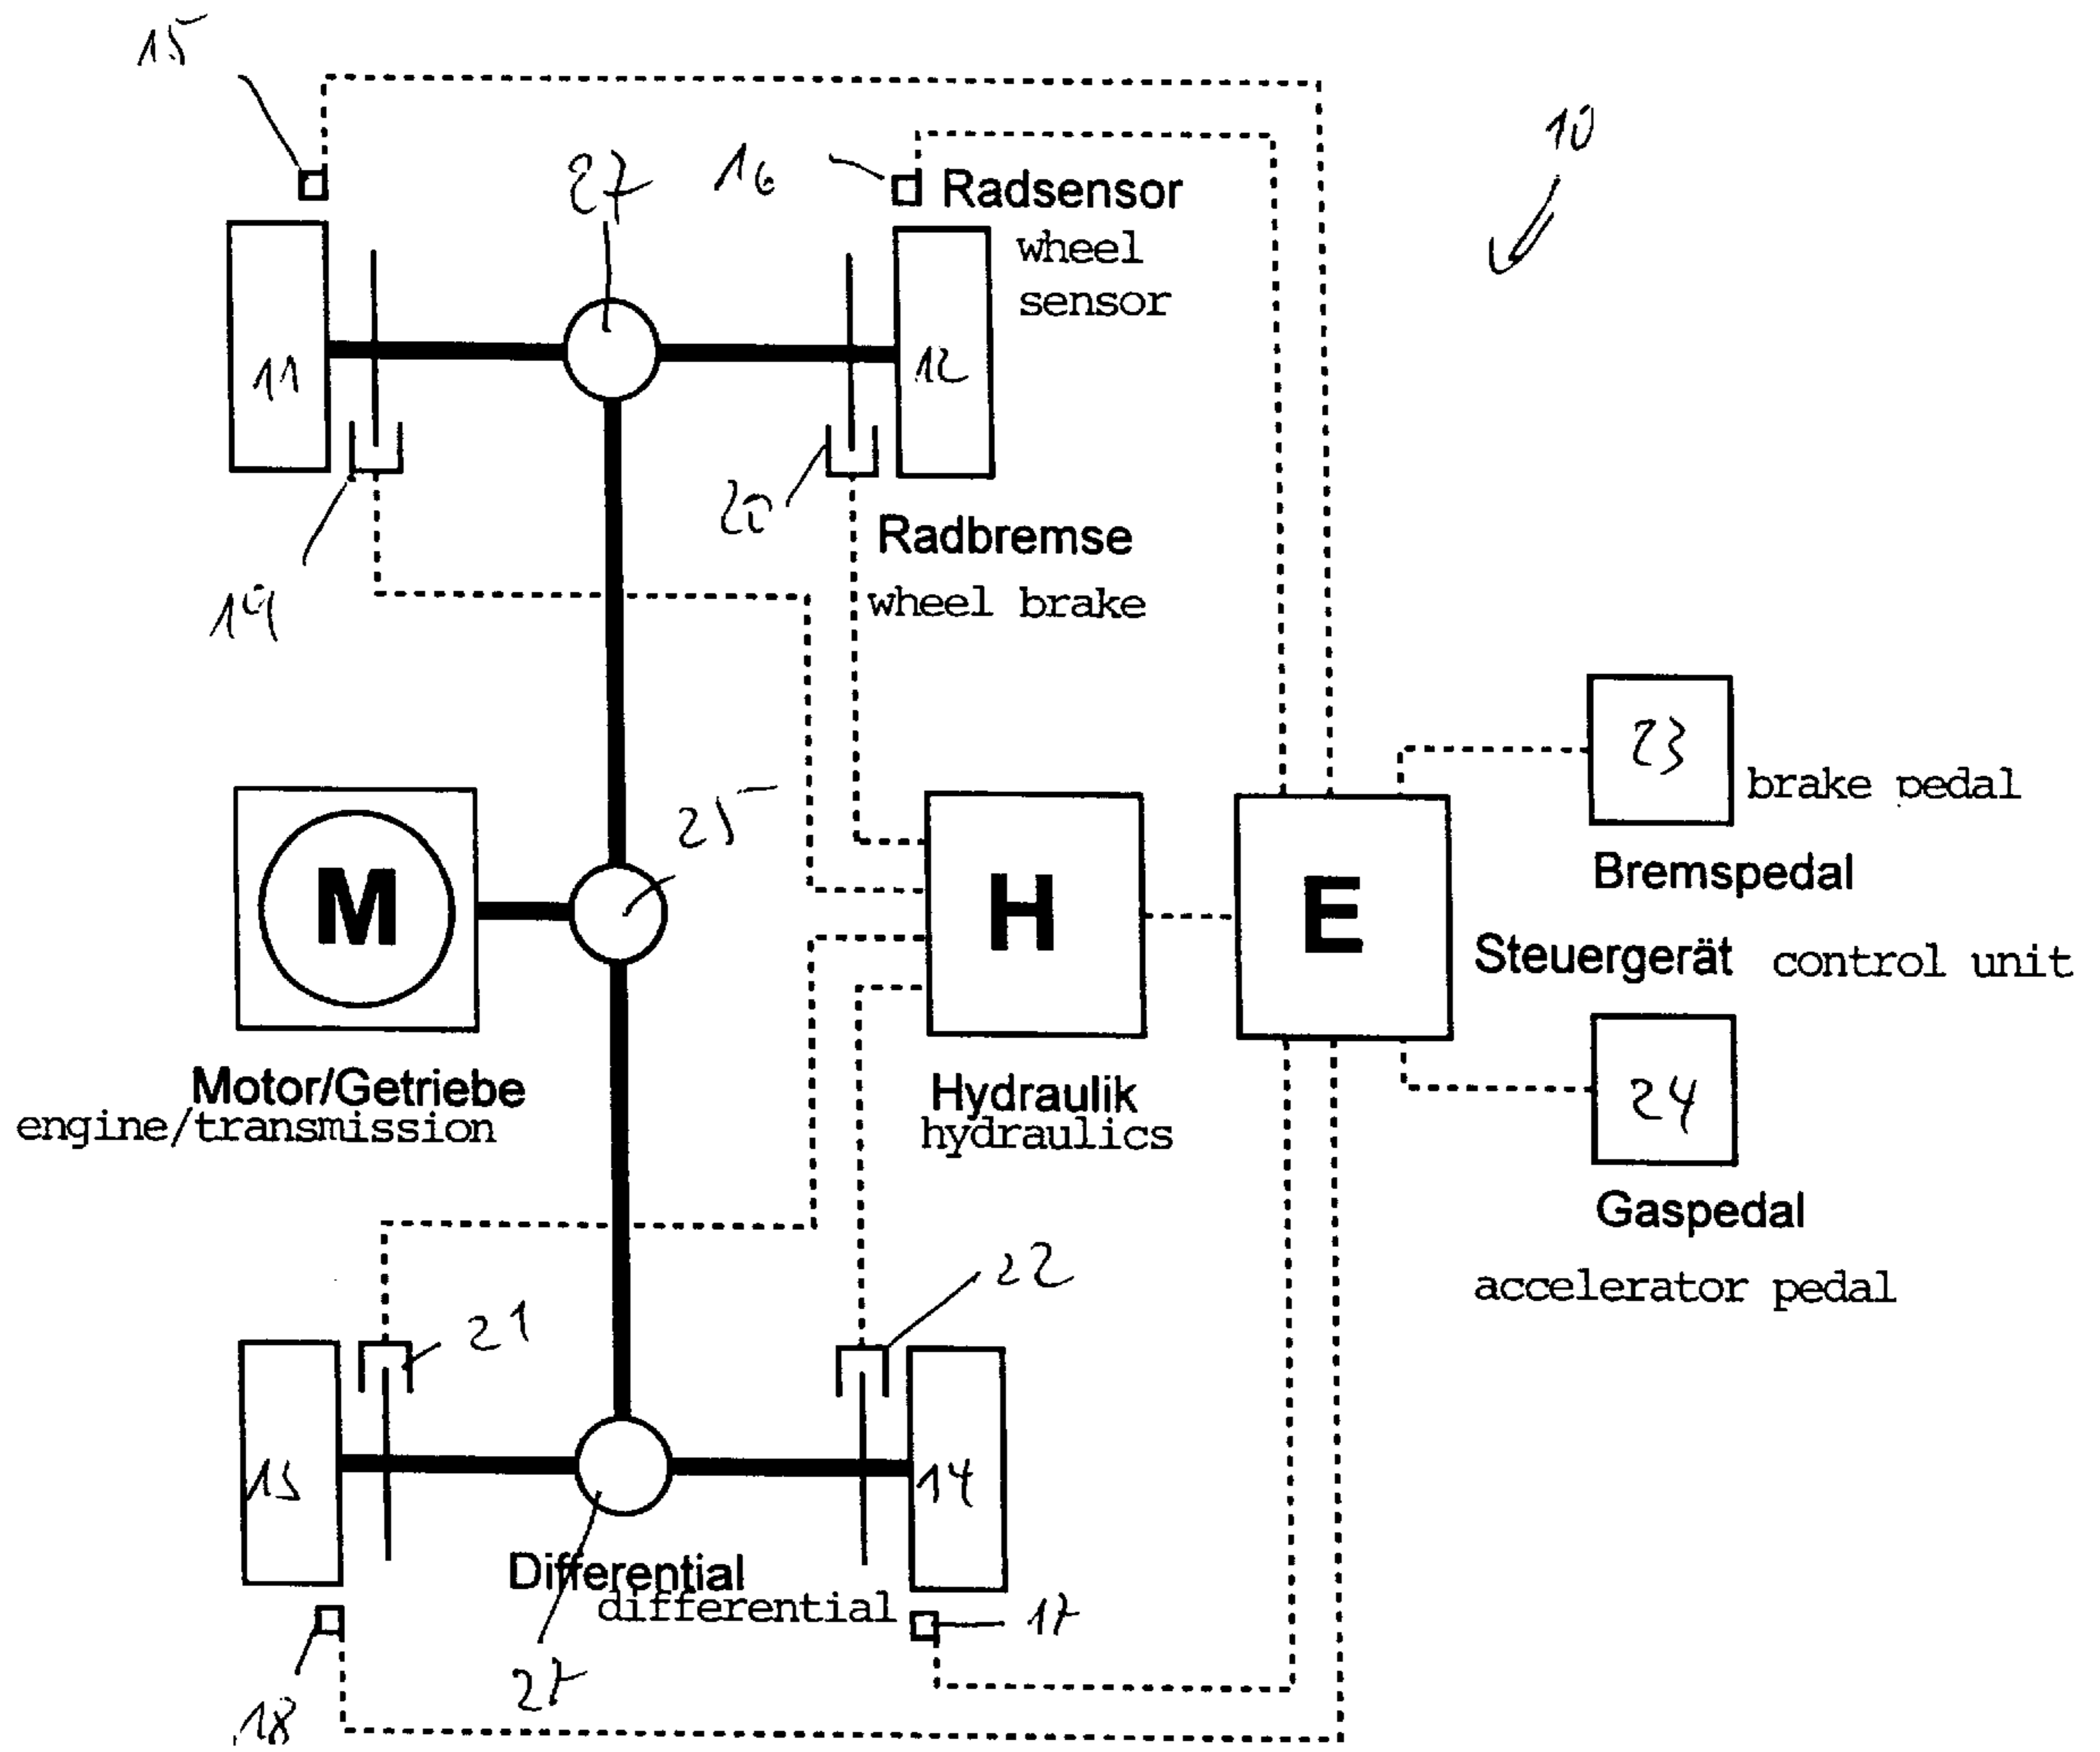 15
10
27
16
Radsensor
wheel
sensor
11
12
20
Radbremse
wheel brake
19
23
brake pedal
25
Bremspedal
M
H
E
Steuergerät control unit
Motor/Getriebe
engine/transmission
Hydraulik
hydraulics
24
Gaspedal
accelerator pedal
22
21
13
14
Differential
differential
17
27
18